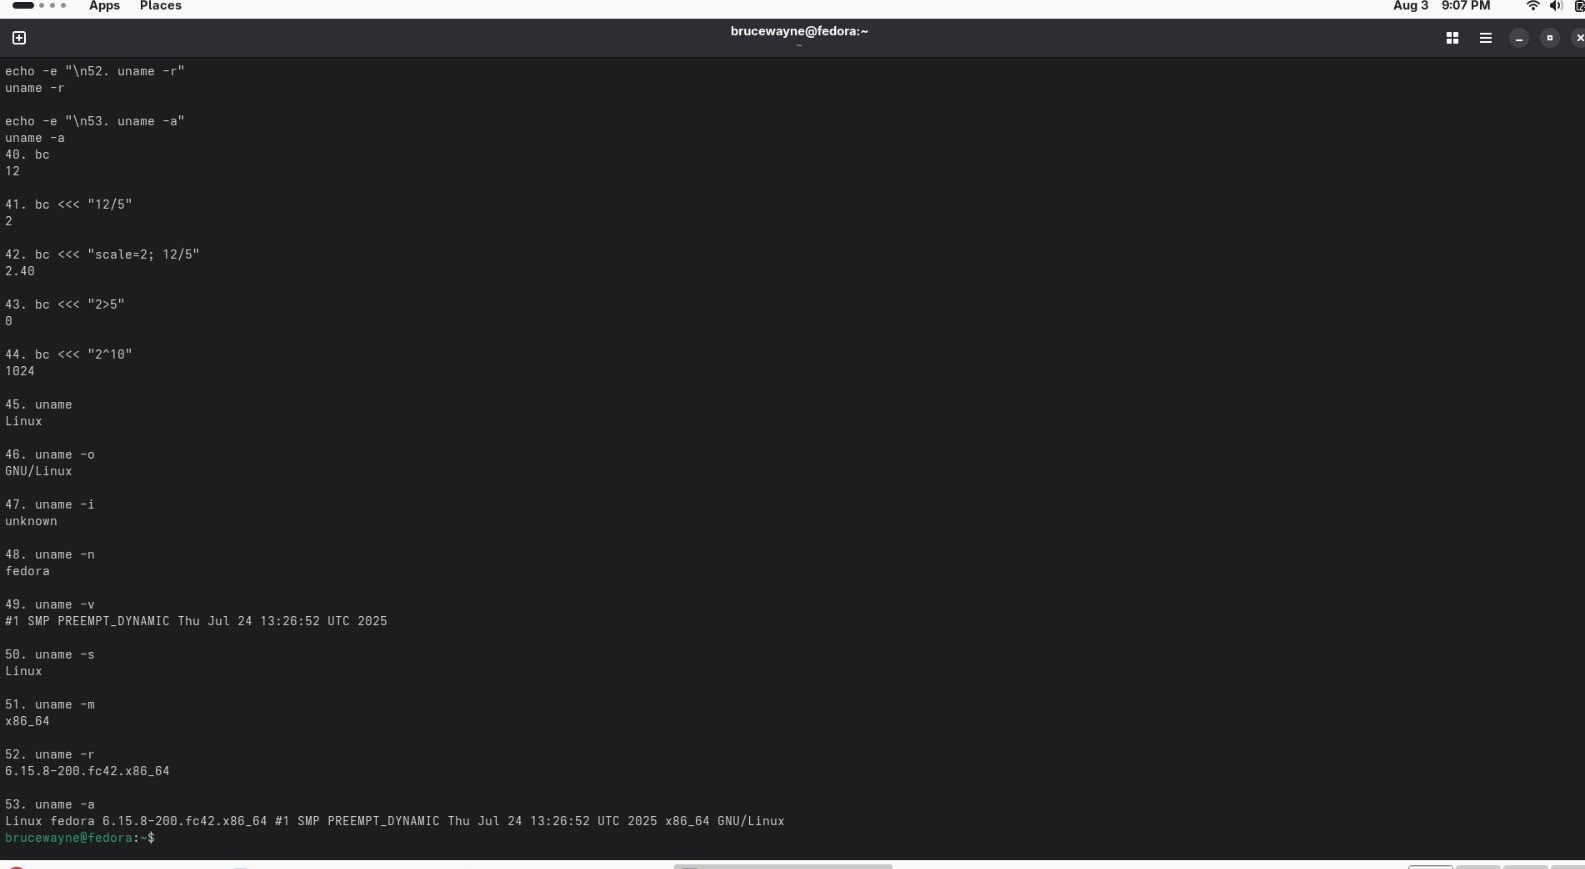 Apps Places
Aug 3 9:07 PM
brucewayne@fedora:~
~
echo -e "\n52. uname -r"
uname -r
echo -e "\n53. uname -a"
uname -a
40. bc
12
41. bc <<< "12/5"
2
42. bc <<< "scale=2; 12/5"
2.40
43. bc <<< "2>5"
0
44. bc <<< "2^10"
1024
45. uname
Linux
46. uname -o
GNU/Linux
47. uname -i
unknown
48. uname -n
fedora
49. uname -v
#1 SMP PREEMPT_DYNAMIC Thu Jul 24 13:26:52 UTC 2025
50. uname -s
Linux
51. uname -m
x86_64
52. uname -r
6.15.8-200.fc42.x86_64
53. uname -a
Linux fedora 6.15.8-200.fc42.x86_64 #1 SMP PREEMPT_DYNAMIC Thu Jul 24 13:26:52 UTC 2025 x86_64 GNU/Linux
brucewayne@fedora:~$